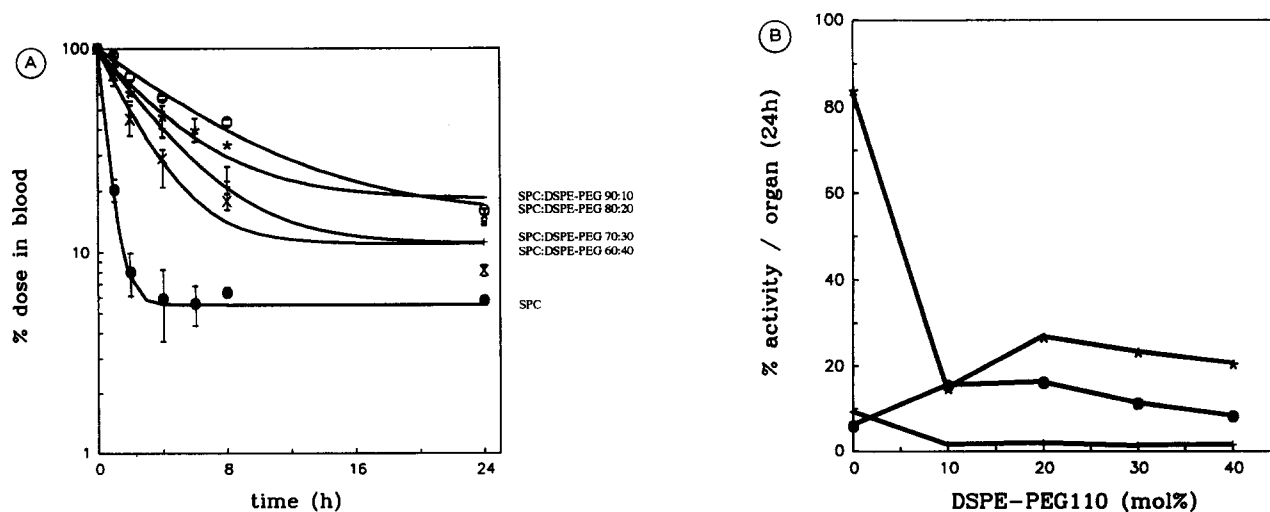 A
% dose in blood
100
10
1
0
8
16
24
time (h)
SPC:DSPE-PEG 90:10
SPC:DSPE-PEG 80:20
SPC:DSPE-PEG 70:30
SPC:DSPE-PEG 60:40
SPC
B
% activity / organ (24h)
100
80
60
40
20
0
0
10
20
30
40
DSPE-PEG110 (mol%)